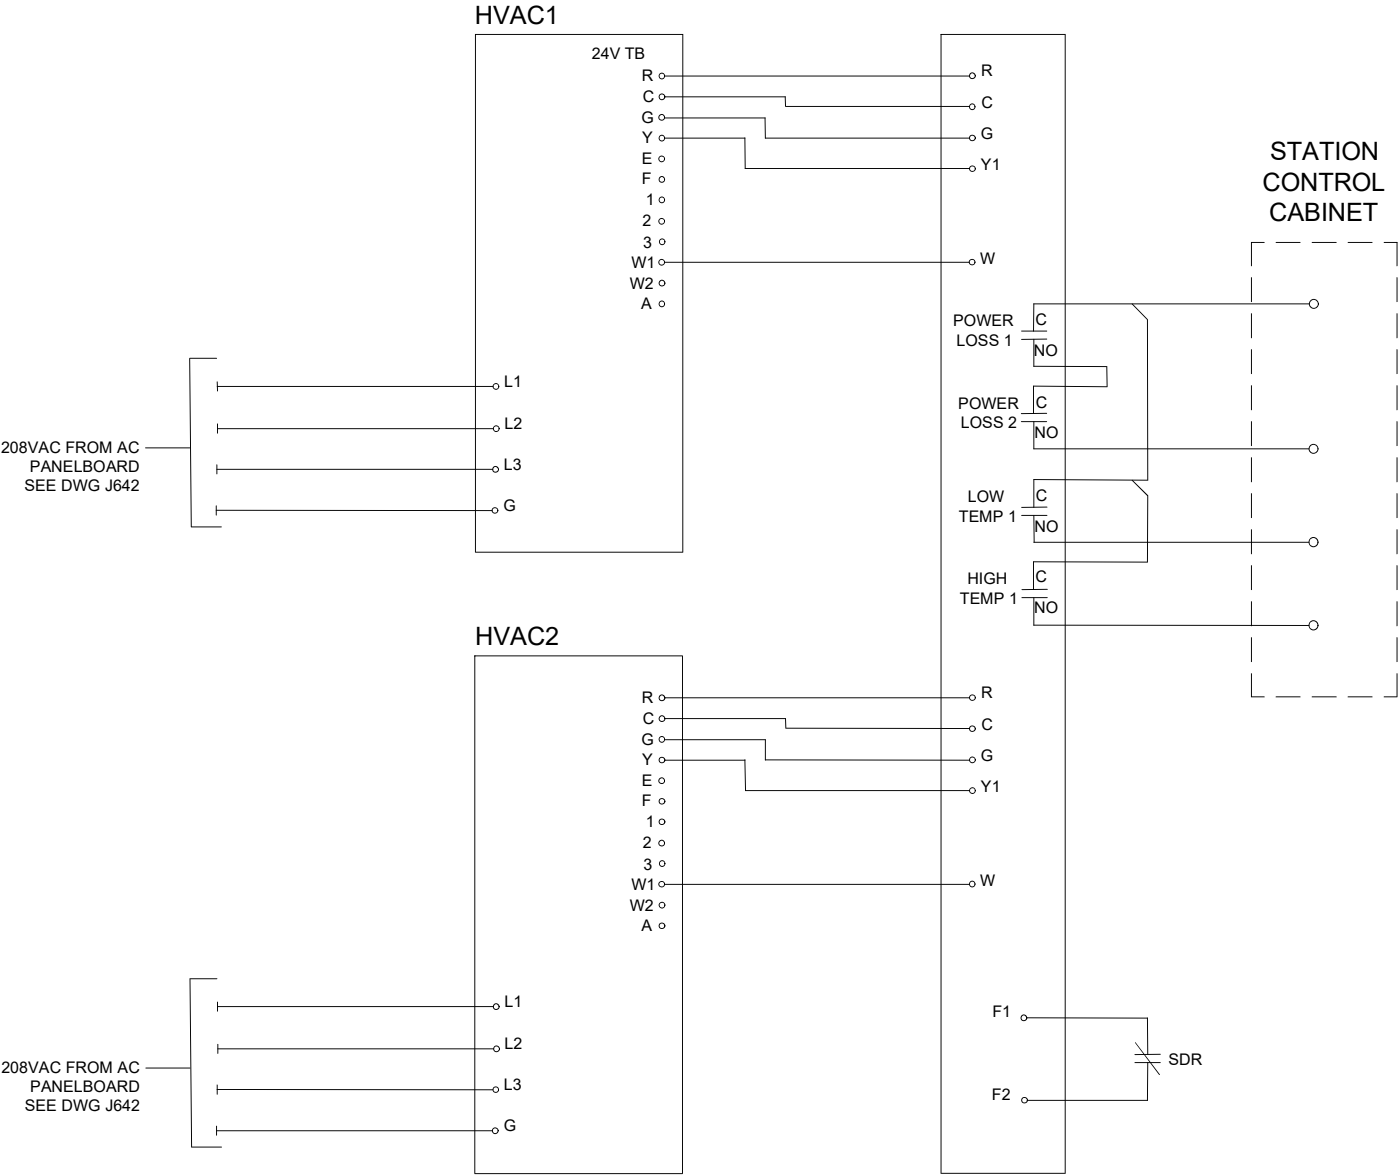 HVAC1
24V TB
R
C
G
Y
E
F
1
2
3
W1
W2
A
L1
L2
L3
G
208VAC FROM AC
PANELBOARD
SEE DWG J642
R
C
G
Y1
W
POWER
LOSS 1
C
NO
POWER
LOSS 2
C
NO
LOW
TEMP 1
C
NO
HIGH
TEMP 1
C
NO
STATION
CONTROL
CABINET
HVAC2
R
C
G
Y
E
F
1
2
3
W1
W2
A
L1
L2
L3
G
208VAC FROM AC
PANELBOARD
SEE DWG J642
R
C
G
Y1
W
F1
F2
SDR